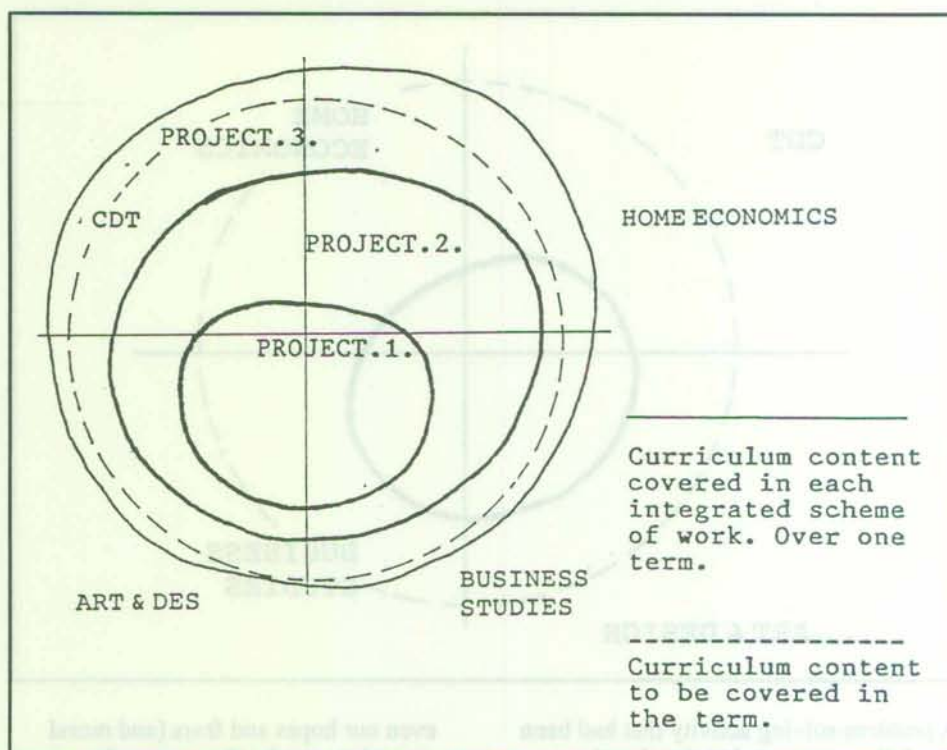 PROJECT.3.
CDT
HOME ECONOMICS
PROJECT.2.
PROJECT.1.
Curriculum content
covered in each
integrated scheme
of work. Over one
term.
BUSINESS
STUDIES
ART & DES
Curriculum content
to be covered in
the term.